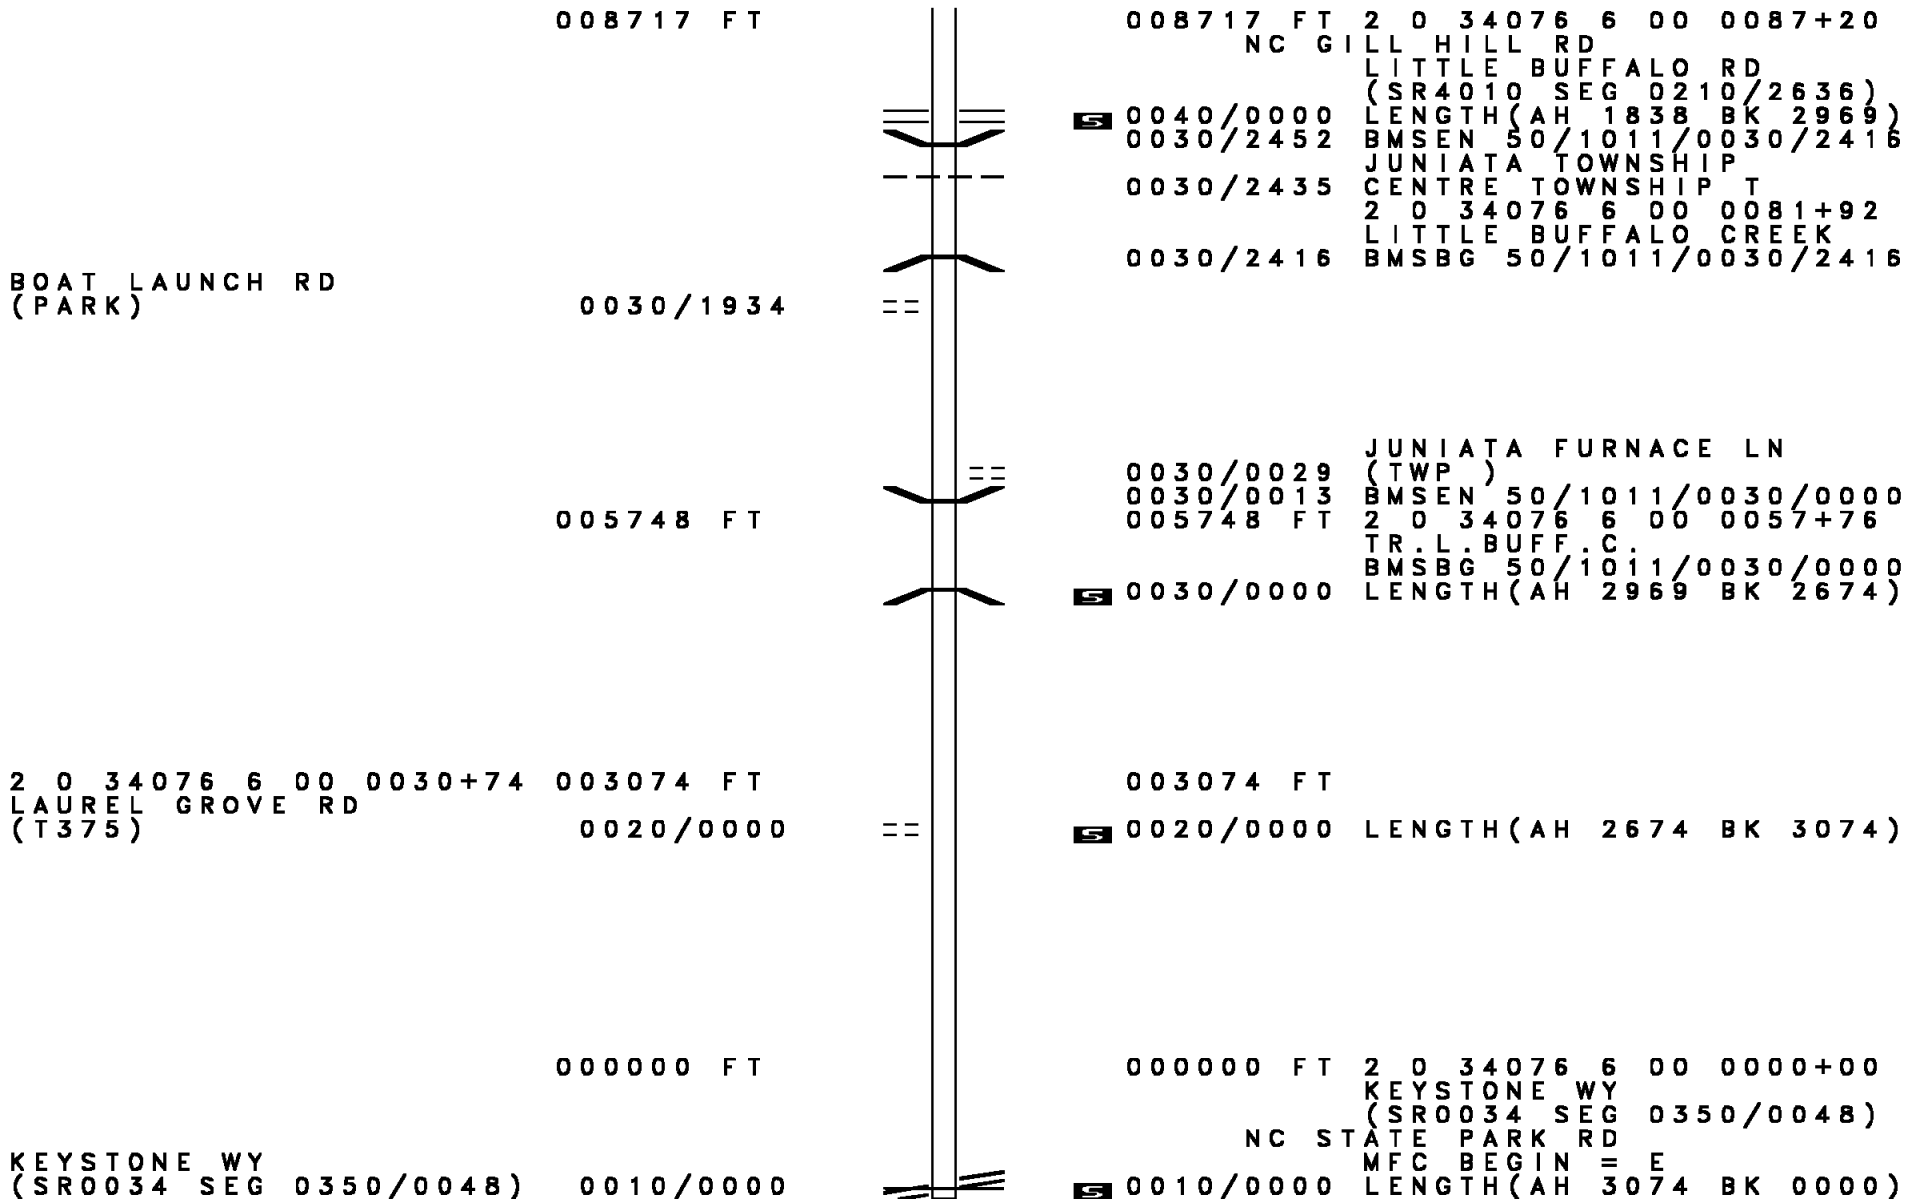 008717 FT 008717 FT 2 0 34076 6 00 0087+20
NC GILL HILL RD
LITTLE BUFFALO RD
(SR4010 SEG 0210/2636)
S 0040/0000 LENGTH(AH 1838 BK 2969)
0030/2452 BMSEN 50/1011/0030/2416
JUNIATA TOWNSHIP
0030/2435 CENTRE TOWNSHIP T
2 0 34076 6 00 0081+92
LITTLE BUFFALO CREEK
0030/2416 BMSBG 50/1011/0030/2416
BOAT LAUNCH RD
(PARK) 0030/1934
JUNIATA FURNACE LN
0030/0029 (TWP )
0030/0013 BMSEN 50/1011/0030/0000
005748 FT 005748 FT 2 0 34076 6 00 0057+76
TR.L.BUFF.C.
BMSBG 50/1011/0030/0000
S 0030/0000 LENGTH(AH 2969 BK 2674)
2 0 34076 6 00 0030+74 003074 FT 003074 FT
LAUREL GROVE RD
(T375) 0020/0000 S 0020/0000 LENGTH(AH 2674 BK 3074)
000000 FT 000000 FT 2 0 34076 6 00 0000+00
KEYSTONE WY
(SR0034 SEG 0350/0048)
NC STATE PARK RD
KEYSTONE WY MFC BEGIN = E
(SR0034 SEG 0350/0048) 0010/0000 S 0010/0000 LENGTH(AH 3074 BK 0000)